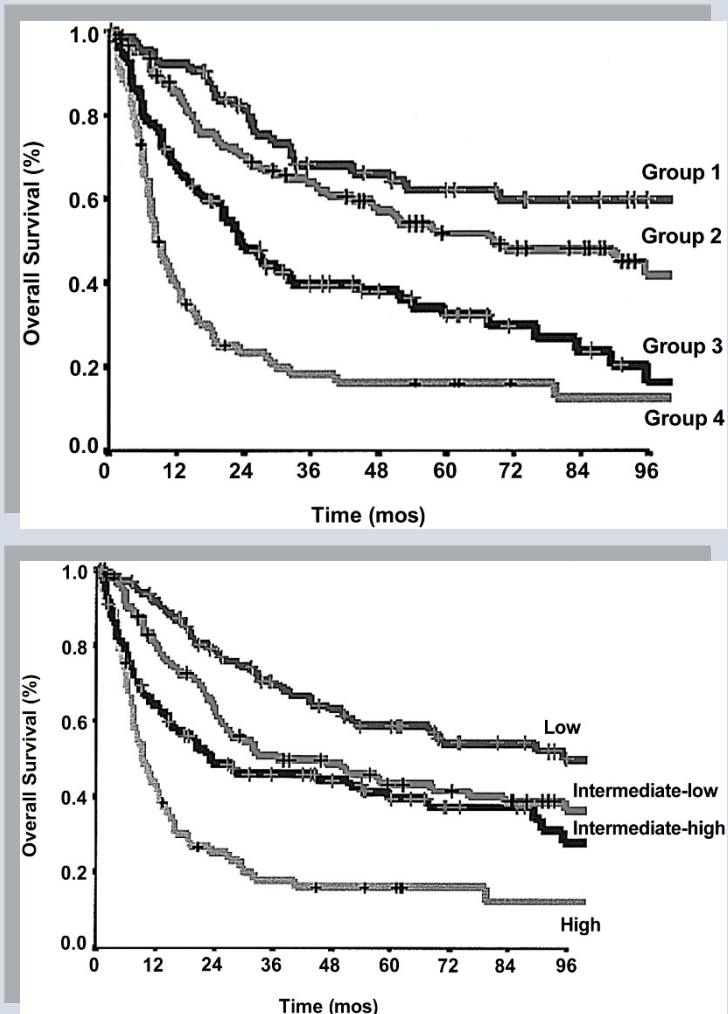 1.0
0.8
0.6
0.4
0.2
0.0
Overall Survival (%)
Group 1
Group 2
Group 3
Group 4
0 12 24 36 48 60 72 84 96
Time (mos)
1.0
0.8
0.6
0.4
0.2
0.0
Overall Survival (%)
Low
Intermediate-low
Intermediate-high
High
0 12 24 36 48 60 72 84 96
Time (mos)